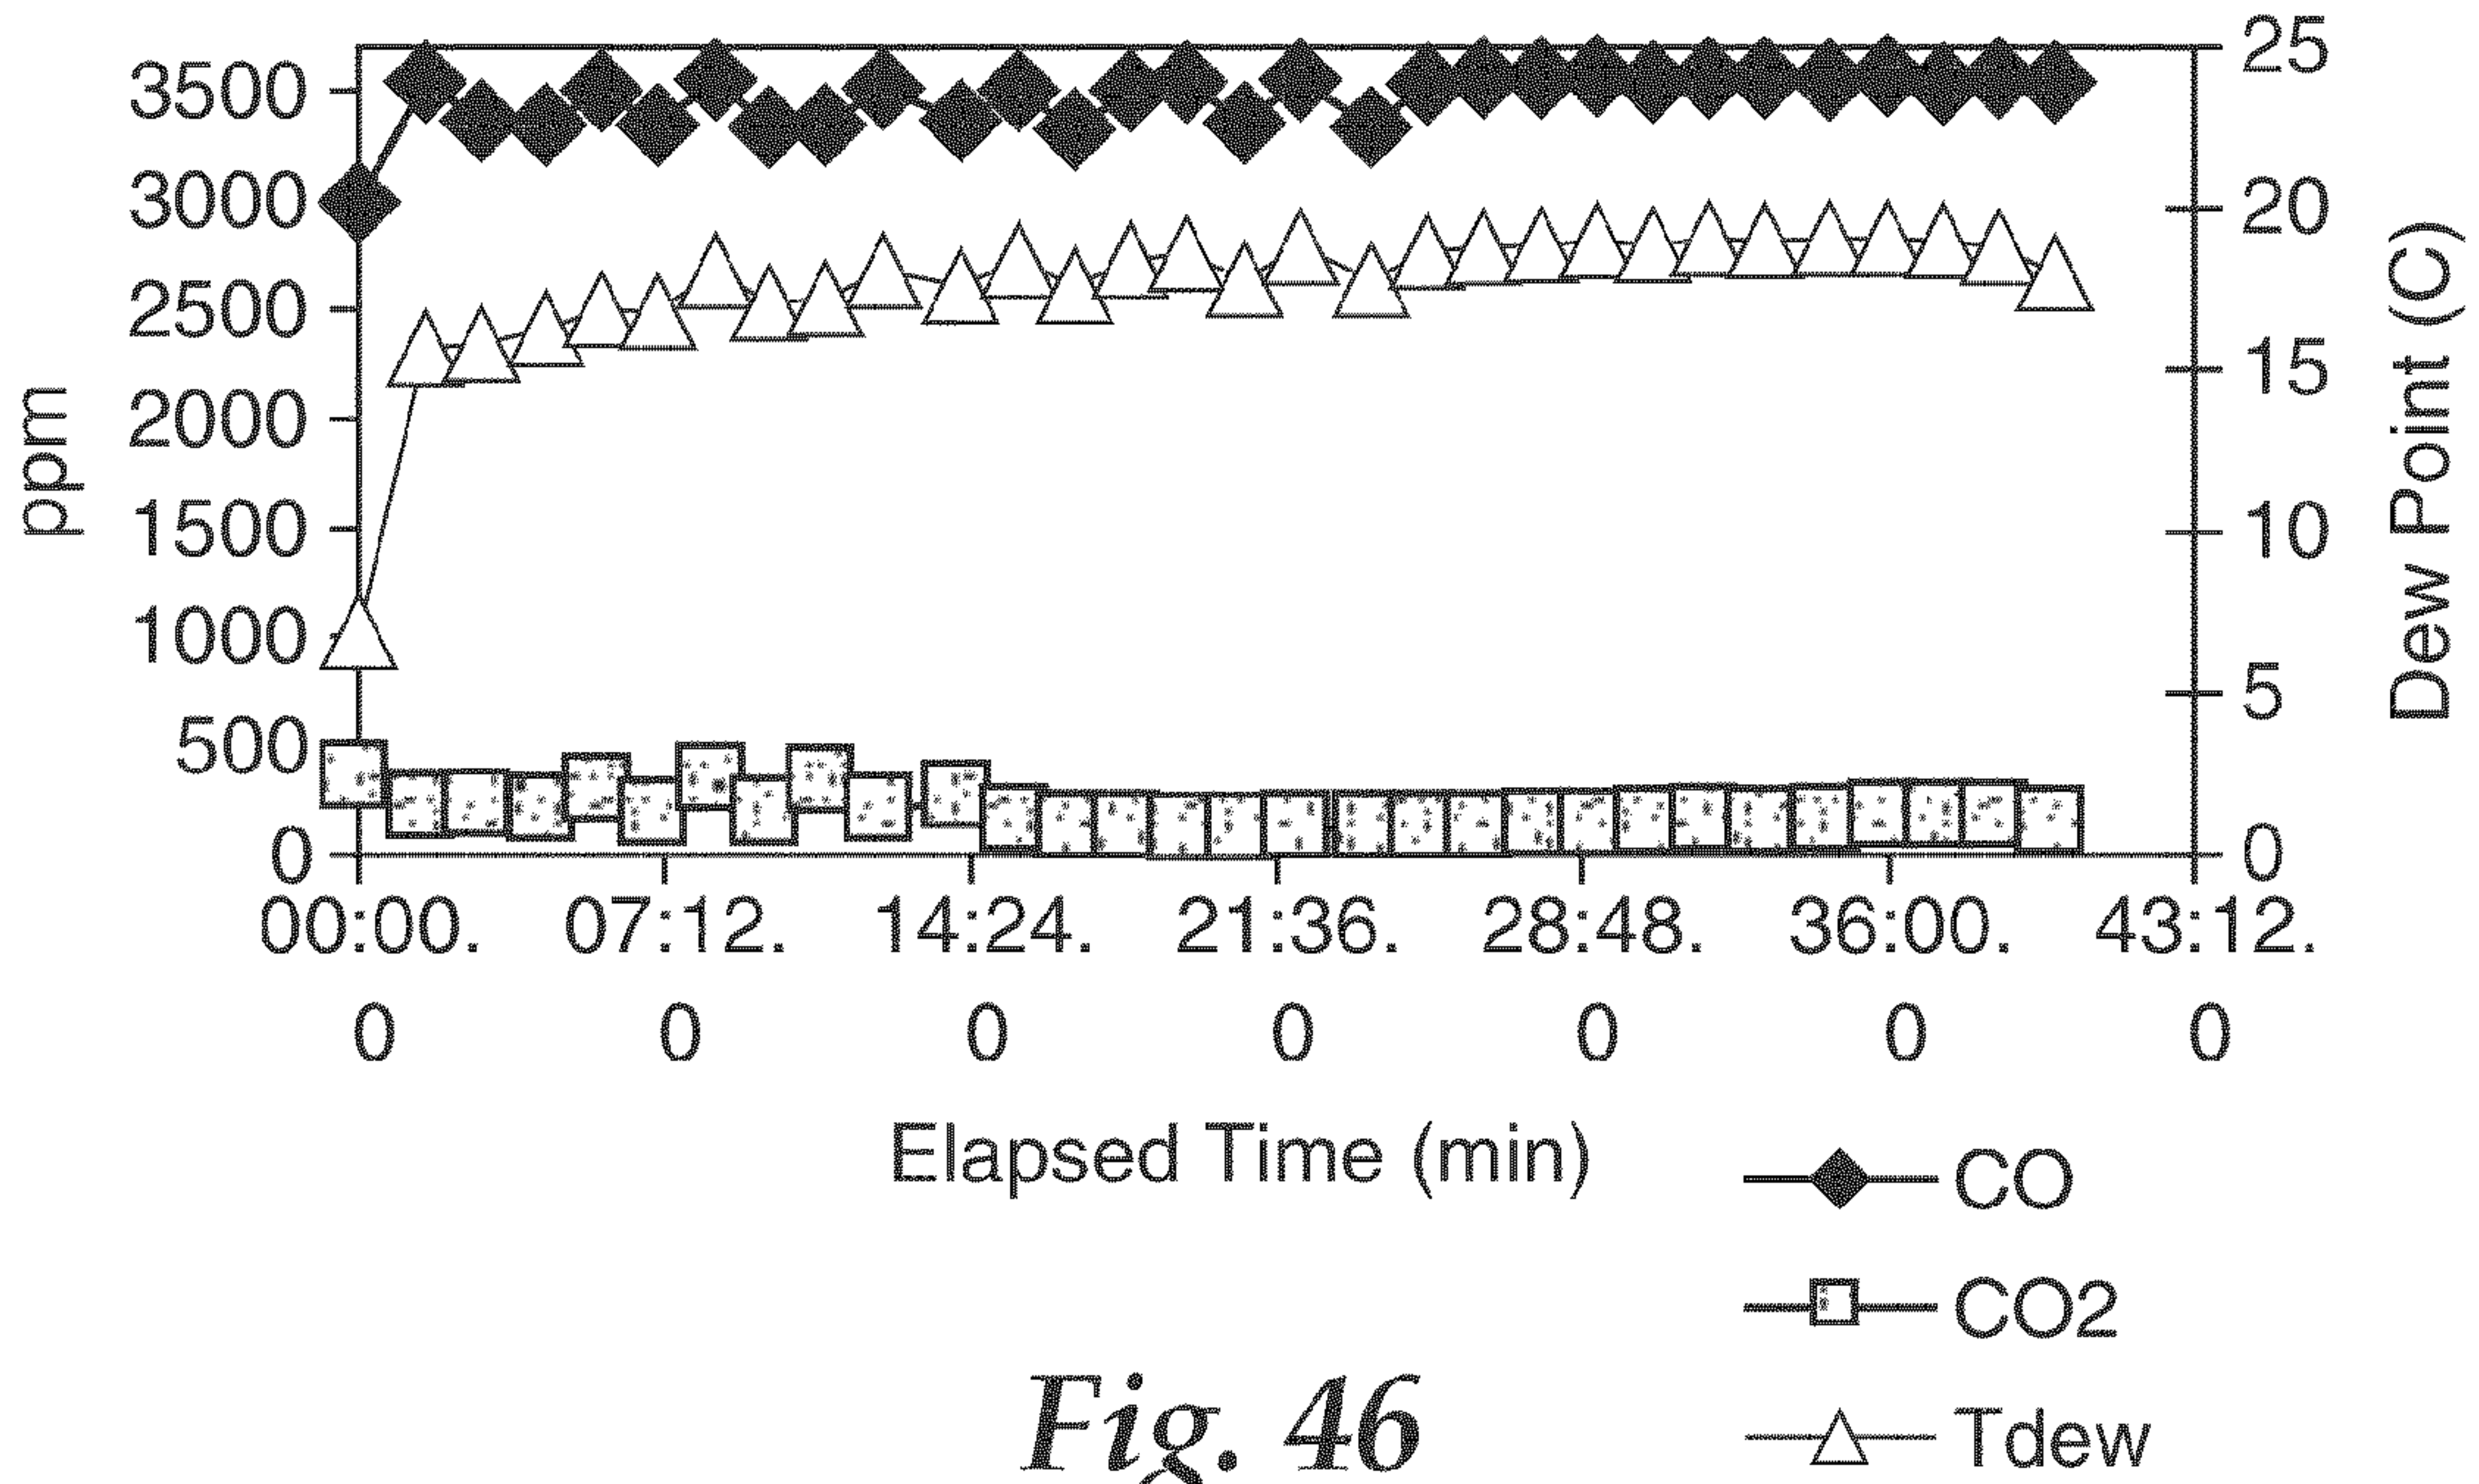 3500
3000
2500
2000
1500
1000
500
0
ppm
25
20
15
10
5
0
Dew Point (C)
00:00. 07:12. 14:24. 21:36. 28:48. 36:00. 43:12.
0 0 0 0 0 0 0
Elapsed Time (min)
CO
CO2
Tdew
Fig. 46